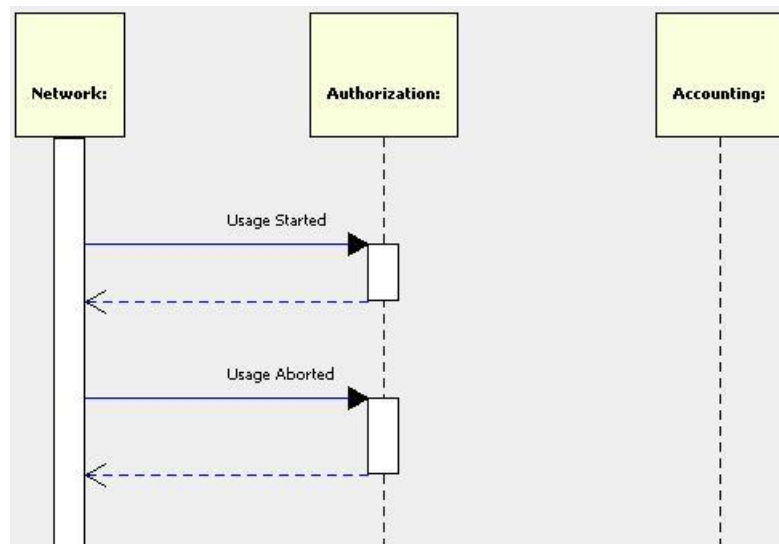 Network:
Authorization:
Accounting:
Usage Started
Usage Aborted